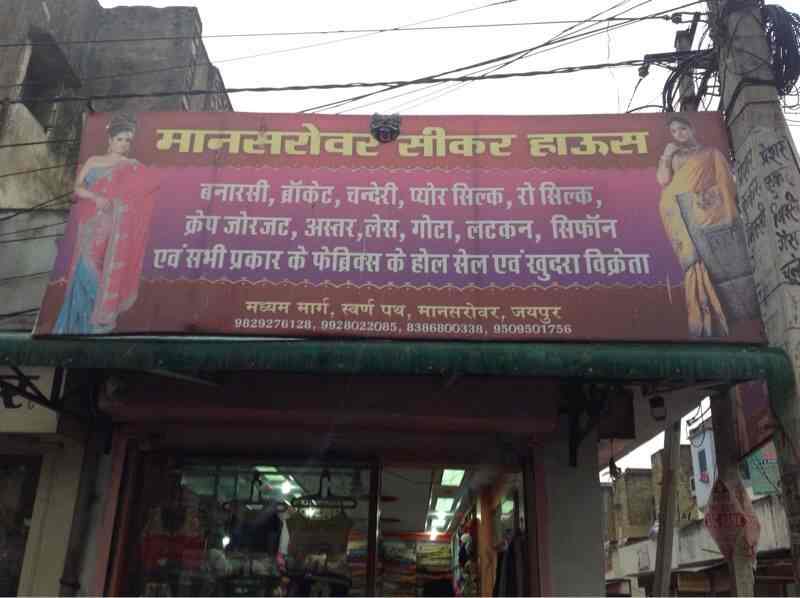 मानसरोवर सीकर हाऊस
बनारसी, ब्रॉकेट, चन्देरी, प्योर सिल्क, रो सिल्क,
क्रेप जोरजट, अस्तर, लेस, गोटा, लटकन, सिफॉन
एवं सभी प्रकार के फेब्रिक्स के होल सेल एवं खुदरा विक्रेता
मध्यम मार्ग, स्वर्ण पथ, मानसरोवर, जयपुर
9829276128, 9928022085, 8386800338, 9509501756